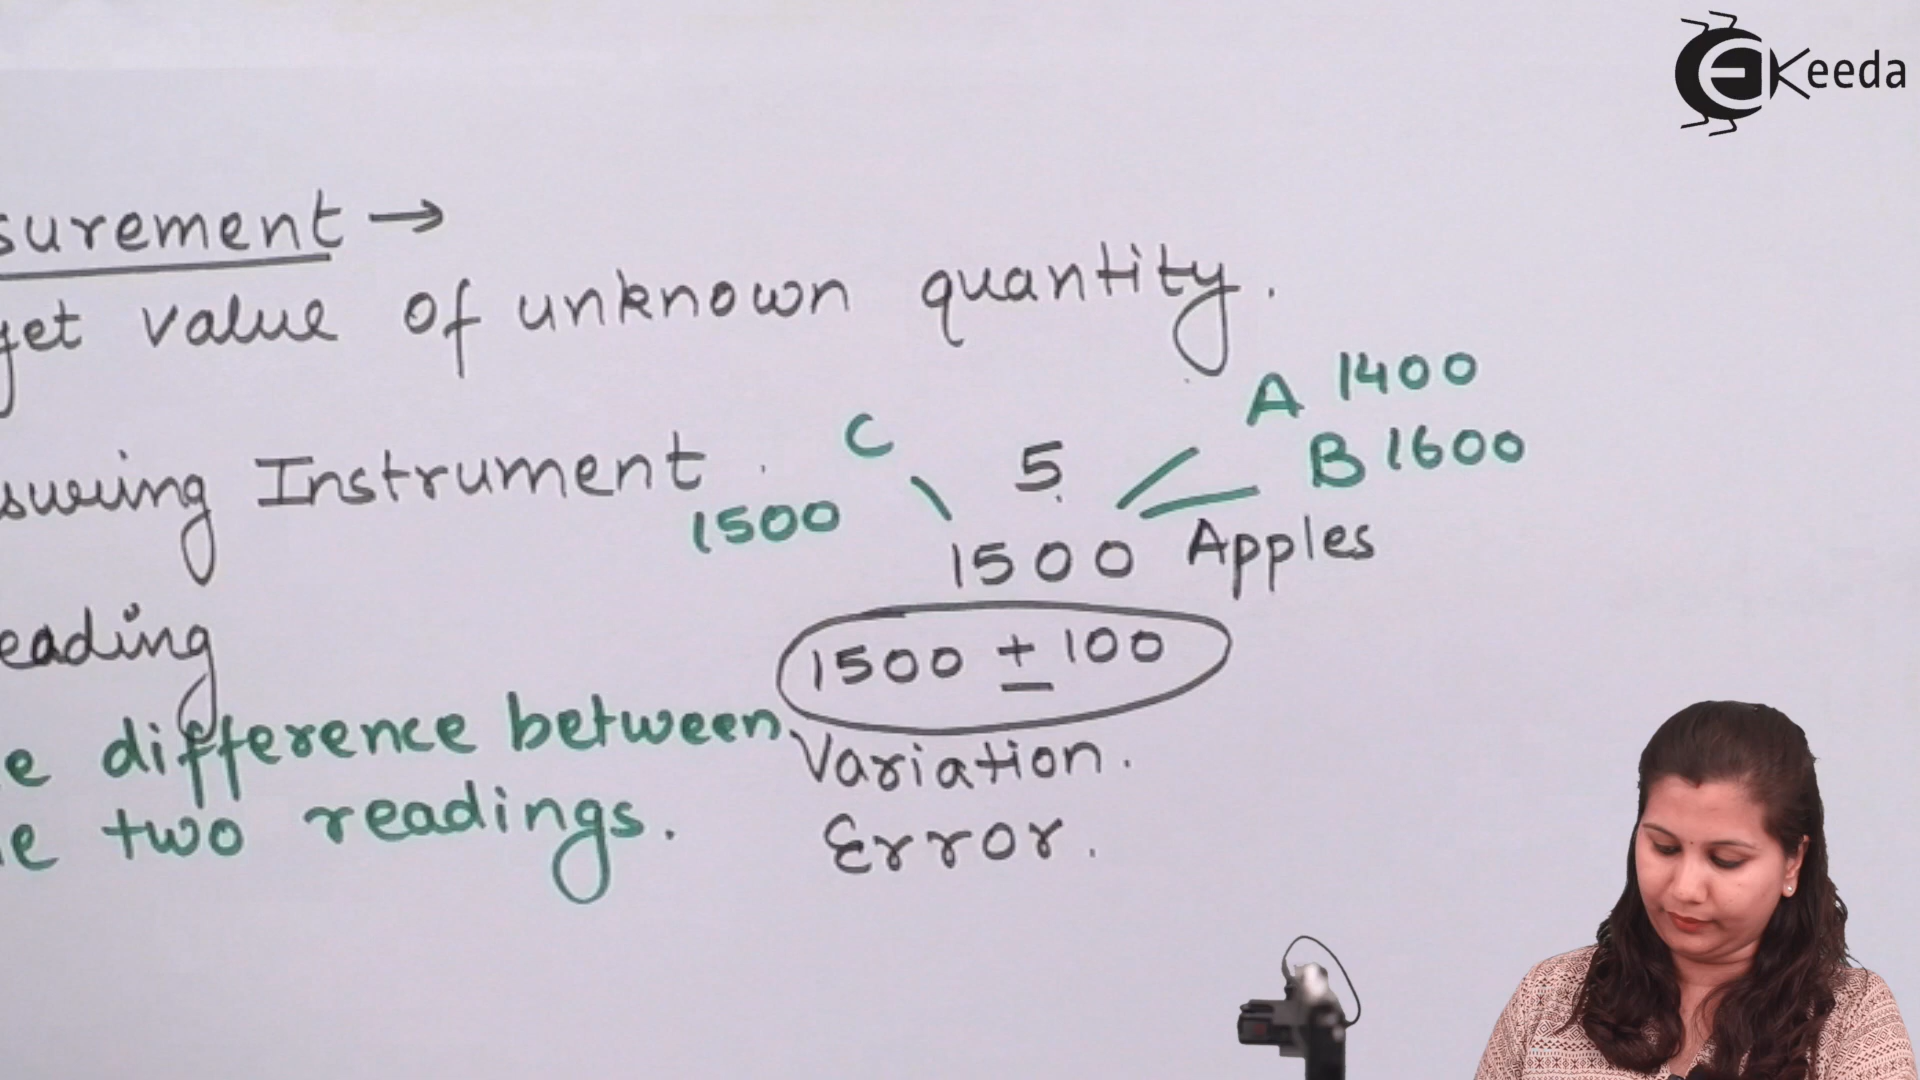 EKeeda
surement →
get value of unknown quantity.
A 1400
B 1600
C
1500
5
suring Instrument.
1500 Apples
eading
1500 ± 100
e difference between
Variation.
e two readings.
Error.